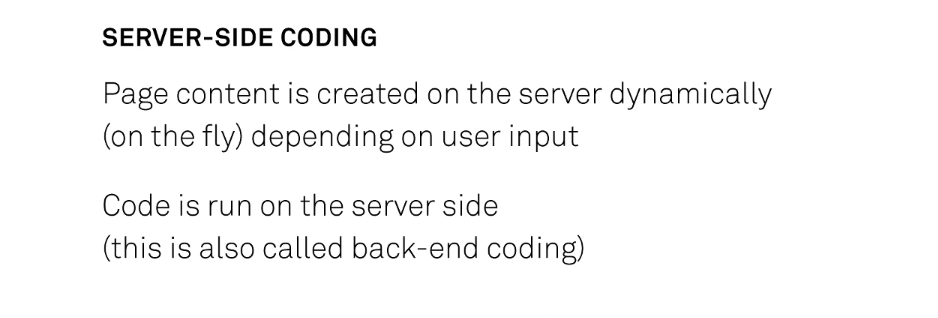 SERVER-SIDE CODING
Page content is created on the server dynamically
(on the fly) depending on user input
Code is run on the server side
(this is also called back-end coding)